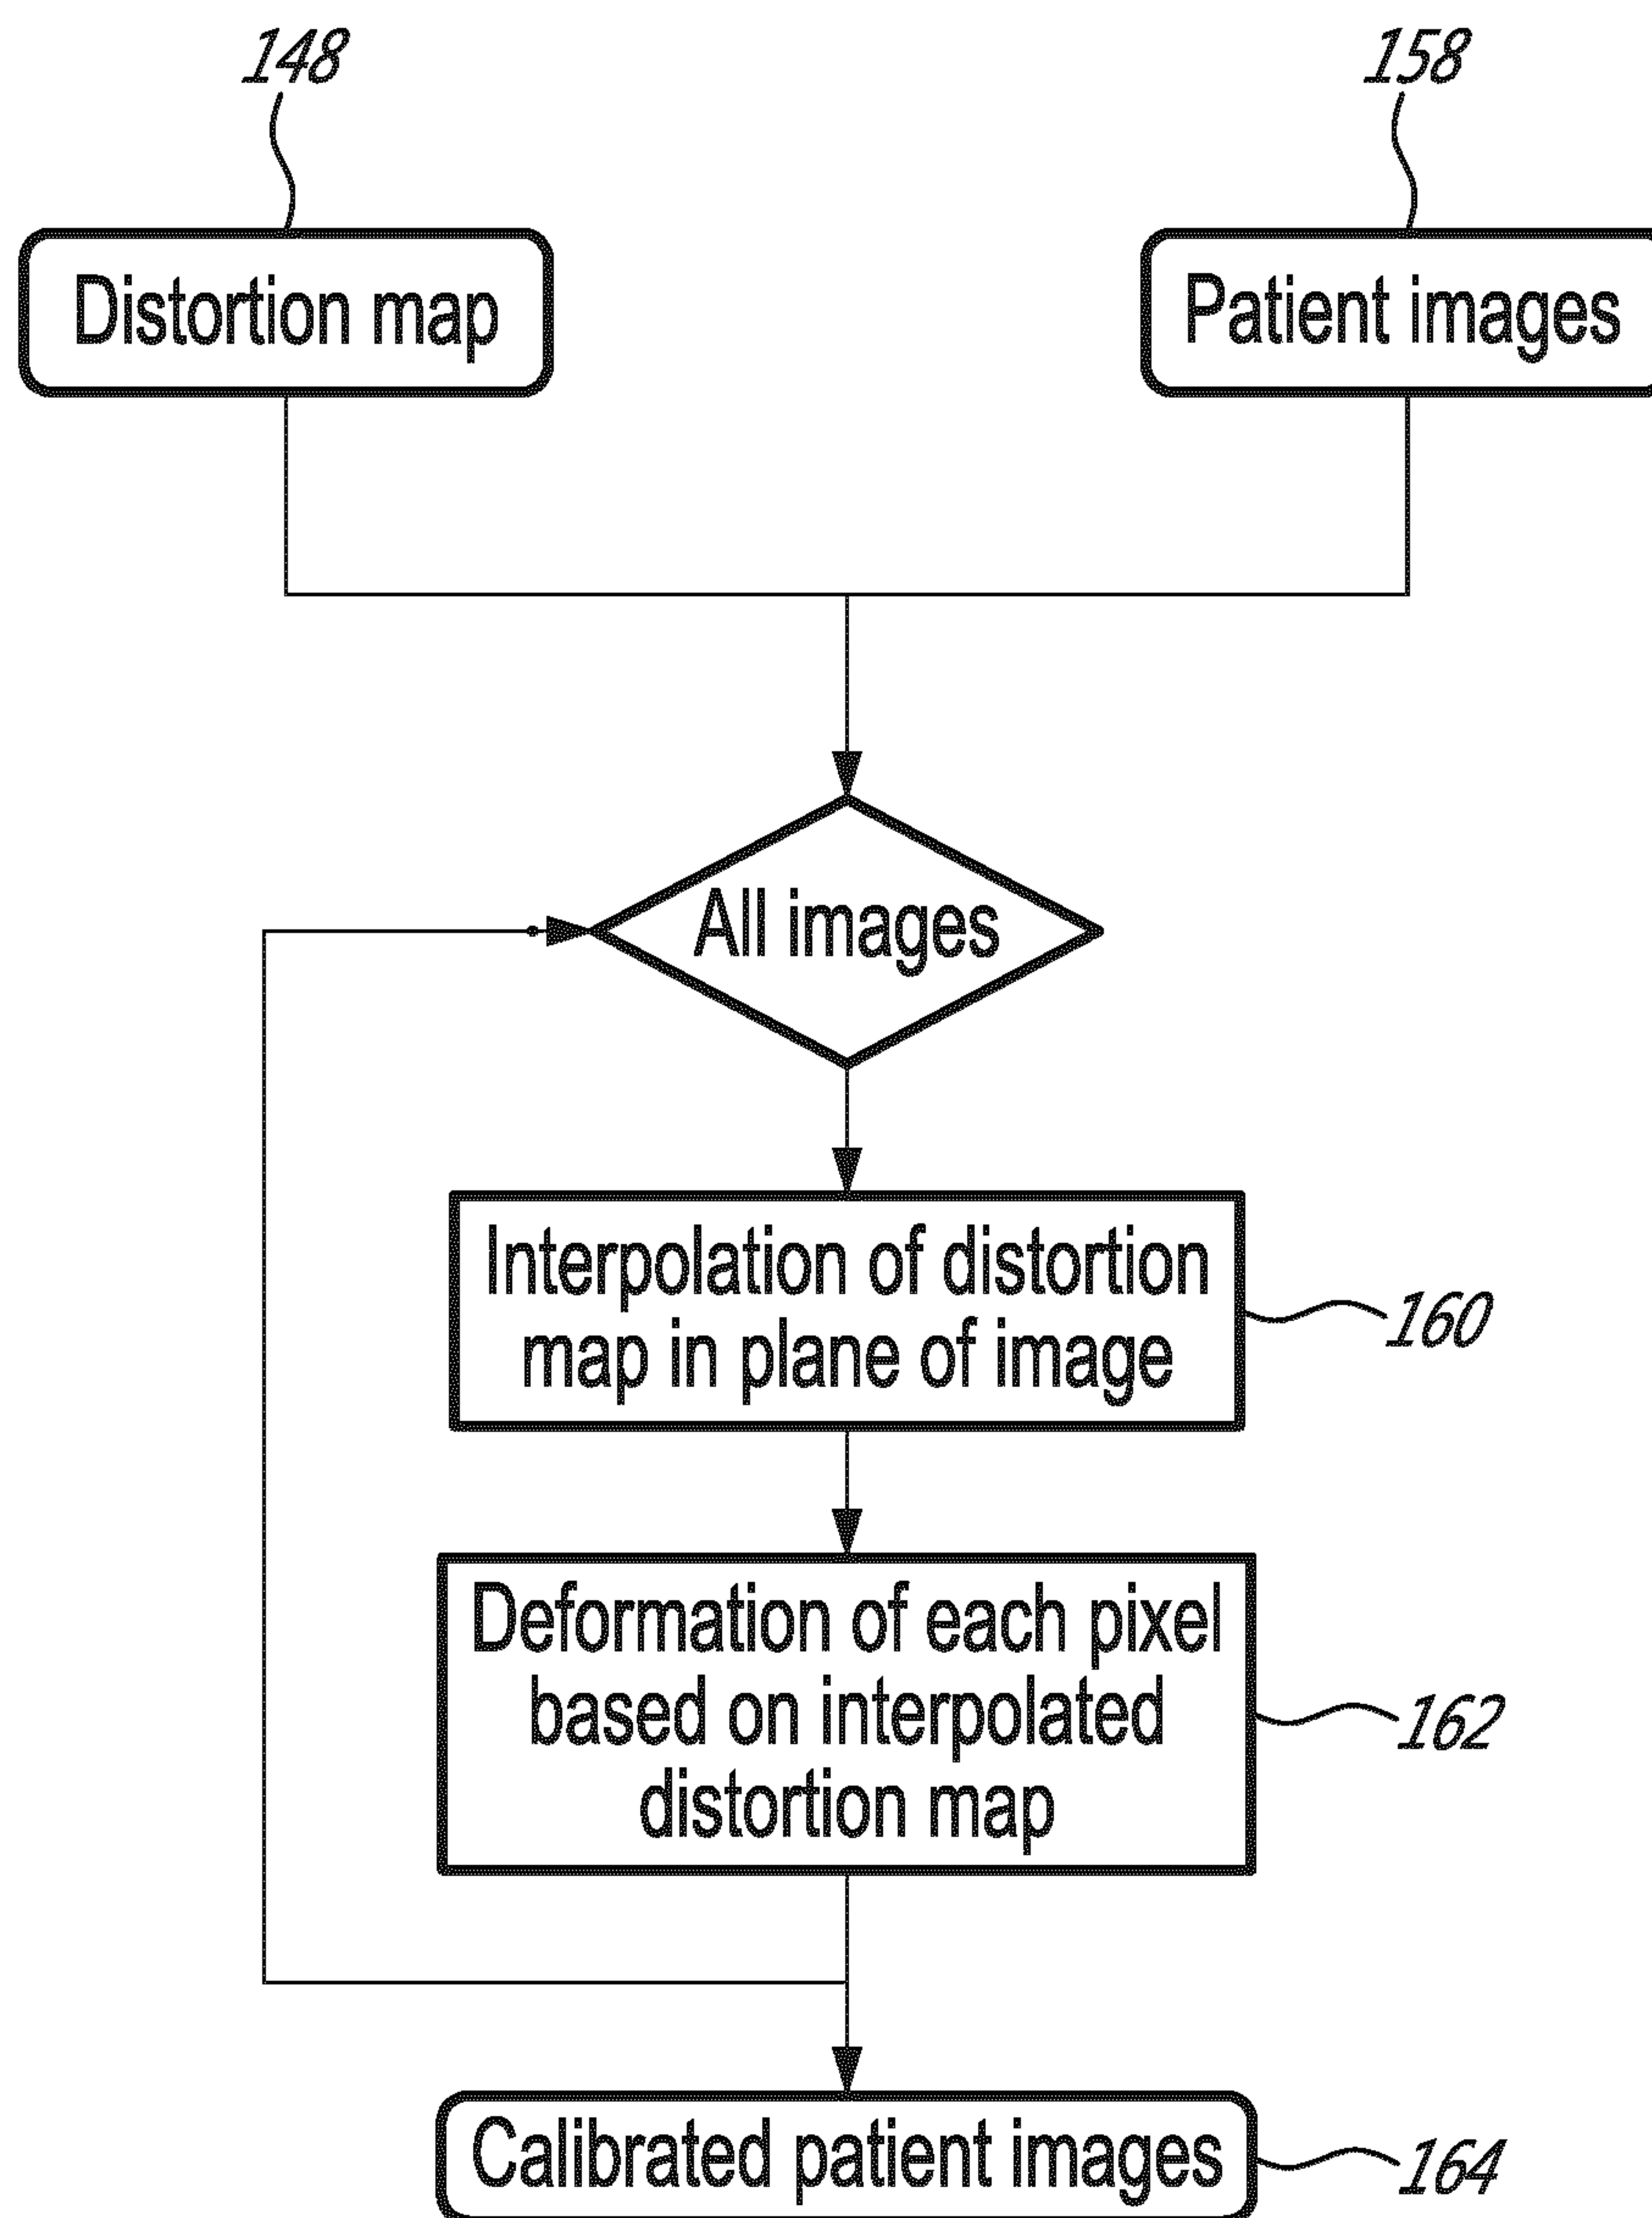 148
158
Distortion map
Patient images
All images
Interpolation of distortion
map in plane of image
160
Deformation of each pixel
based on interpolated
distortion map
162
Calibrated patient images
164